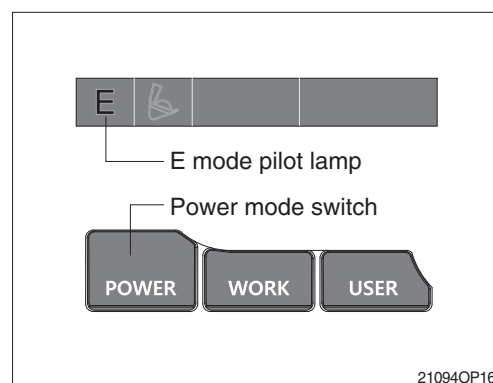 E
E mode pilot lamp
Power mode switch
POWER WORK USER
21094OP16